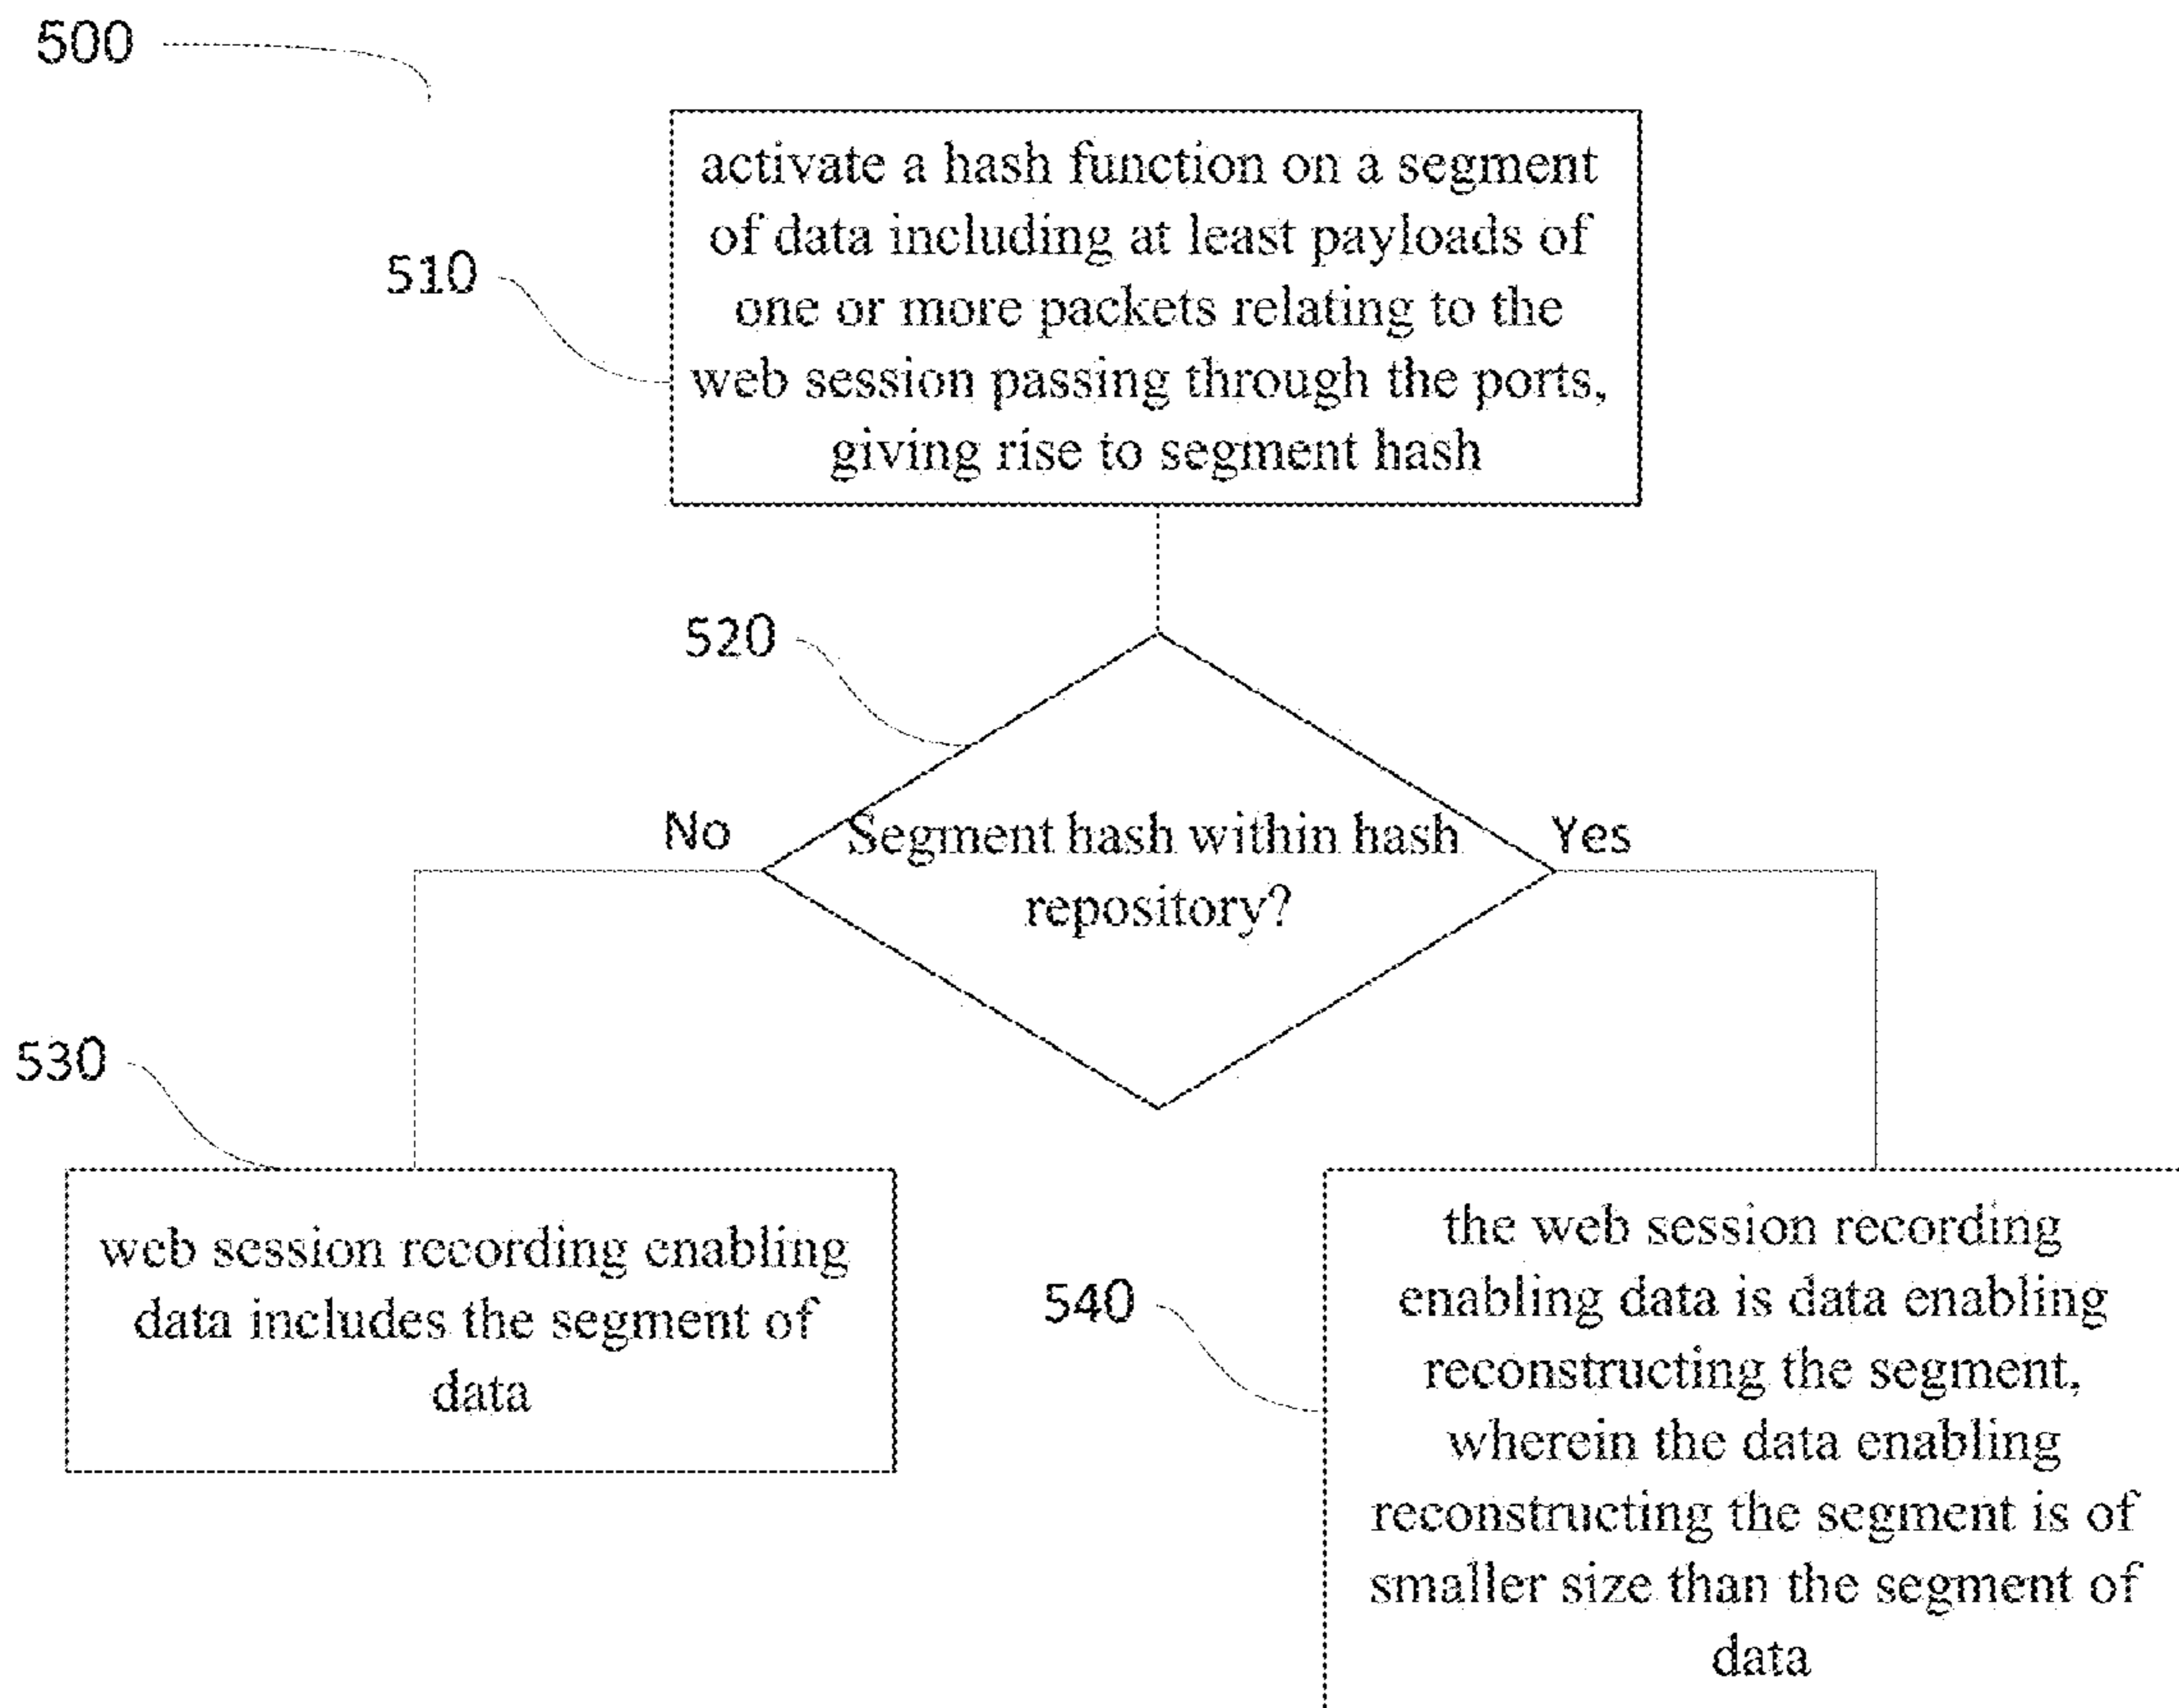 500
activate a hash function on a segment
of data including at least payloads of
one or more packets relating to the
web session passing through the ports,
giving rise to segment hash
510
520
No
Segment hash within hash
repository?
Yes
530
web session recording enabling
data includes the segment of
data
540
the web session recording
enabling data is data enabling
reconstructing the segment,
wherein the data enabling
reconstructing the segment is of
smaller size than the segment of
data